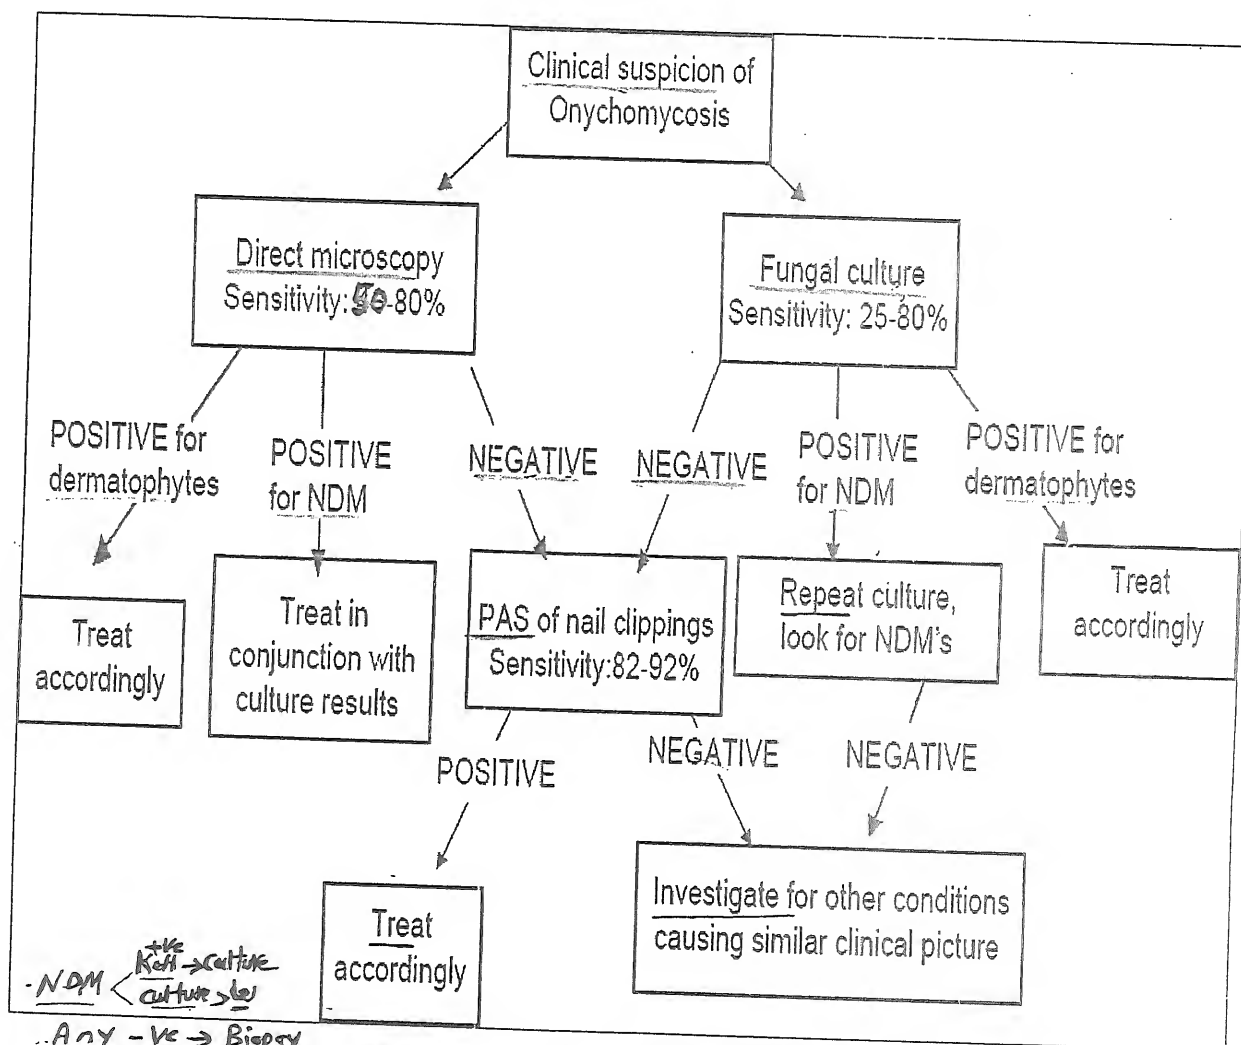 Clinical suspicion of
Onychomycosis
Direct microscopy
Sensitivity: 50-80%
Fungal culture
Sensitivity: 25-80%
POSITIVE for
dermatophytes
POSITIVE
for NDM
NEGATIVE
NEGATIVE
POSITIVE
for NDM
POSITIVE for
dermatophytes
Treat
accordingly
Treat in
conjunction with
culture results
PAS of nail clippings
Sensitivity:82-92%
Repeat culture,
look for NDM's
Treat
accordingly
POSITIVE
NEGATIVE
NEGATIVE
Treat
accordingly
Investigate for other conditions
causing similar clinical picture
+ve
- NDM < KOH → culture
culture →
Any -ve → Biopsy